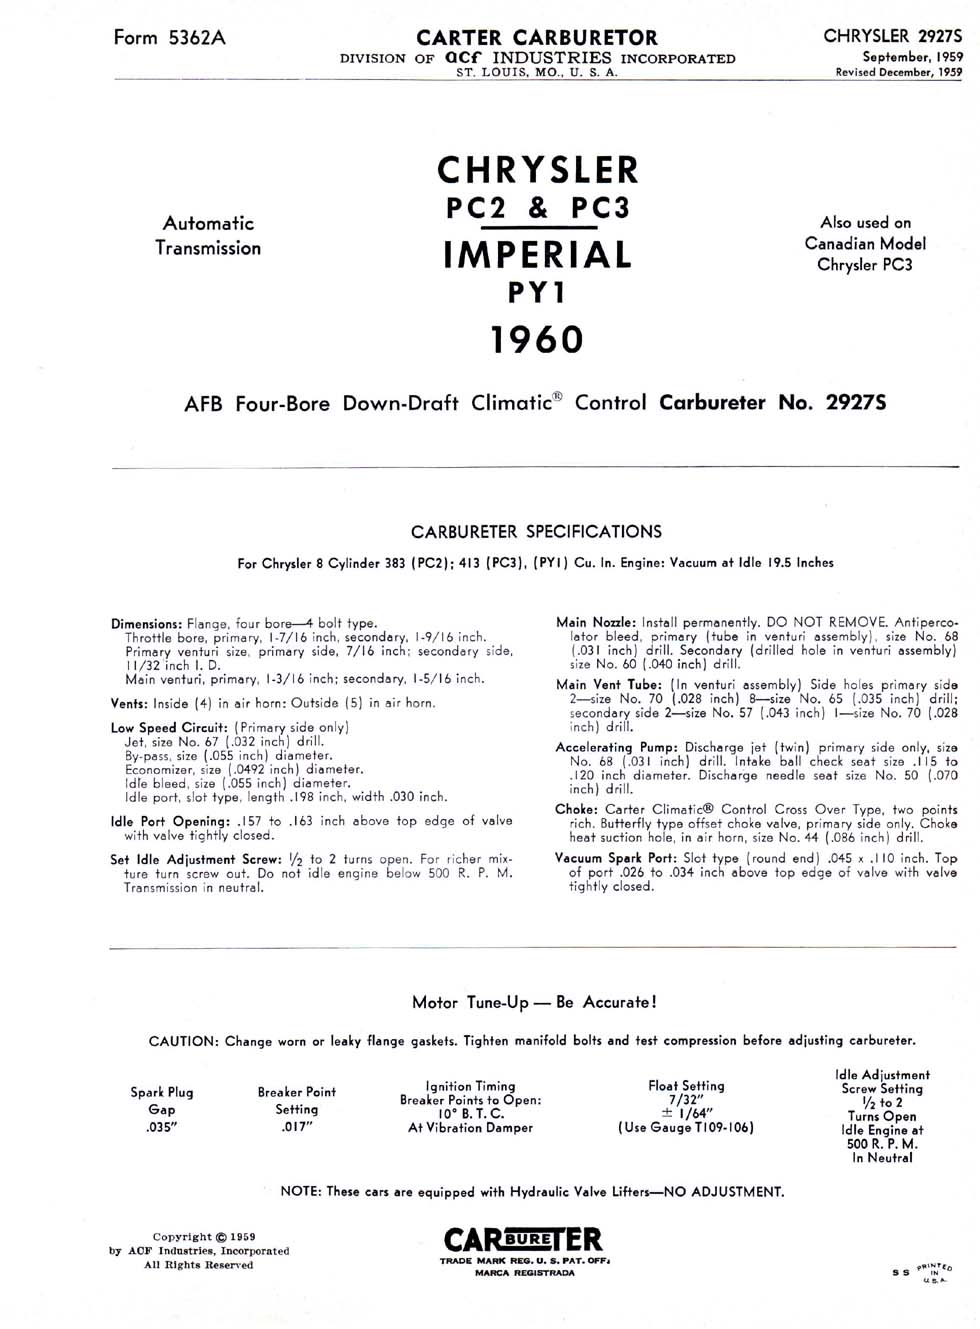 Form 5362A
CARTER CARBURETOR
DIVISION OF acf INDUSTRIES INCORPORATED
ST. LOUIS, MO., U. S. A.
CHRYSLER 2927S
September, 1959
Revised December, 1959
CHRYSLER
PC2 & PC3
IMPERIAL
PY1
1960
Automatic
Transmission
Also used on
Canadian Model
Chrysler PC3
AFB Four-Bore Down-Draft Climatic® Control Carbureter No. 2927S
CARBURETER SPECIFICATIONS
For Chrysler 8 Cylinder 383 (PC2); 413 (PC3), (PY1) Cu. In. Engine: Vacuum at Idle 19.5 Inches
Dimensions: Flange, four bore—4 bolt type.
Throttle bore, primary, 1-7/16 inch, secondary, 1-9/16 inch.
Primary venturi size, primary side, 7/16 inch; secondary side,
11/32 inch I. D.
Main venturi, primary, 1-3/16 inch; secondary, 1-5/16 inch.
Vents: Inside (4) in air horn: Outside (5) in air horn.
Low Speed Circuit: (Primary side only)
Jet, size No. 67 (.032 inch) drill.
By-pass, size (.055 inch) diameter.
Economizer, size (.0492 inch) diameter.
Idle bleed, size (.055 inch) diameter.
Idle port, slot type, length .198 inch, width .030 inch.
Idle Port Opening: .157 to .163 inch above top edge of valve
with valve tightly closed.
Set Idle Adjustment Screw: 1/2 to 2 turns open. For richer mix-
ture turn screw out. Do not idle engine below 500 R. P. M.
Transmission in neutral.
Main Nozzle: Install permanently. DO NOT REMOVE. Antiperco-
lator bleed, primary (tube in venturi assembly), size No. 68
(.031 inch) drill. Secondary (drilled hole in venturi assembly)
size No. 60 (.040 inch) drill.
Main Vent Tube: (In venturi assembly) Side holes primary side
2—size No. 70 (.028 inch) 8—size No. 65 (.035 inch) drill;
secondary side 2—size No. 57 (.043 inch) 1—size No. 70 (.028
inch) drill.
Accelerating Pump: Discharge jet (twin) primary side only, size
No. 68 (.031 inch) drill. Intake ball check seat size .115 to
.120 inch diameter. Discharge needle seat size No. 50 (.070
inch) drill.
Choke: Carter Climatic® Control Cross Over Type, two points
rich. Butterfly type offset choke valve, primary side only. Choke
heat suction hole, in air horn, size No. 44 (.086 inch) drill.
Vacuum Spark Port: Slot type (round end) .045 x .110 inch. Top
of port .026 to .034 inch above top edge of valve with valve
tightly closed.
Motor Tune-Up — Be Accurate!
CAUTION: Change worn or leaky flange gaskets. Tighten manifold bolts and test compression before adjusting carbureter.
Spark Plug
Gap
.035"
Breaker Point
Setting
.017"
Ignition Timing
Breaker Points to Open:
10° B. T. C.
At Vibration Damper
Float Setting
7/32"
± 1/64"
(Use Gauge T109-106)
Idle Adjustment
Screw Setting
1/2 to 2
Turns Open
Idle Engine at
500 R. P. M.
In Neutral
NOTE: These cars are equipped with Hydraulic Valve Lifters—NO ADJUSTMENT.
Copyright © 1959
by ACF Industries, Incorporated
All Rights Reserved
CARBURETER
TRADE MARK REG. U. S. PAT. OFF.
MARCA REGISTRADA
S S PRINTED
IN
U.S.A.